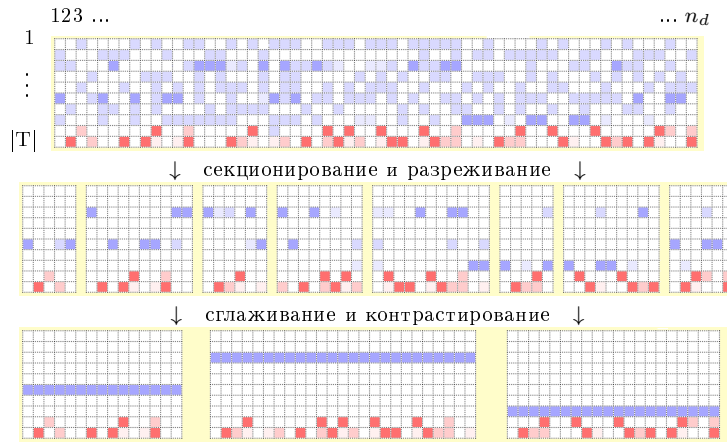 123 ... ... n_d
1
⋮
|T|
↓ секционирование и разреживание ↓
↓ сглаживание и контрастирование ↓